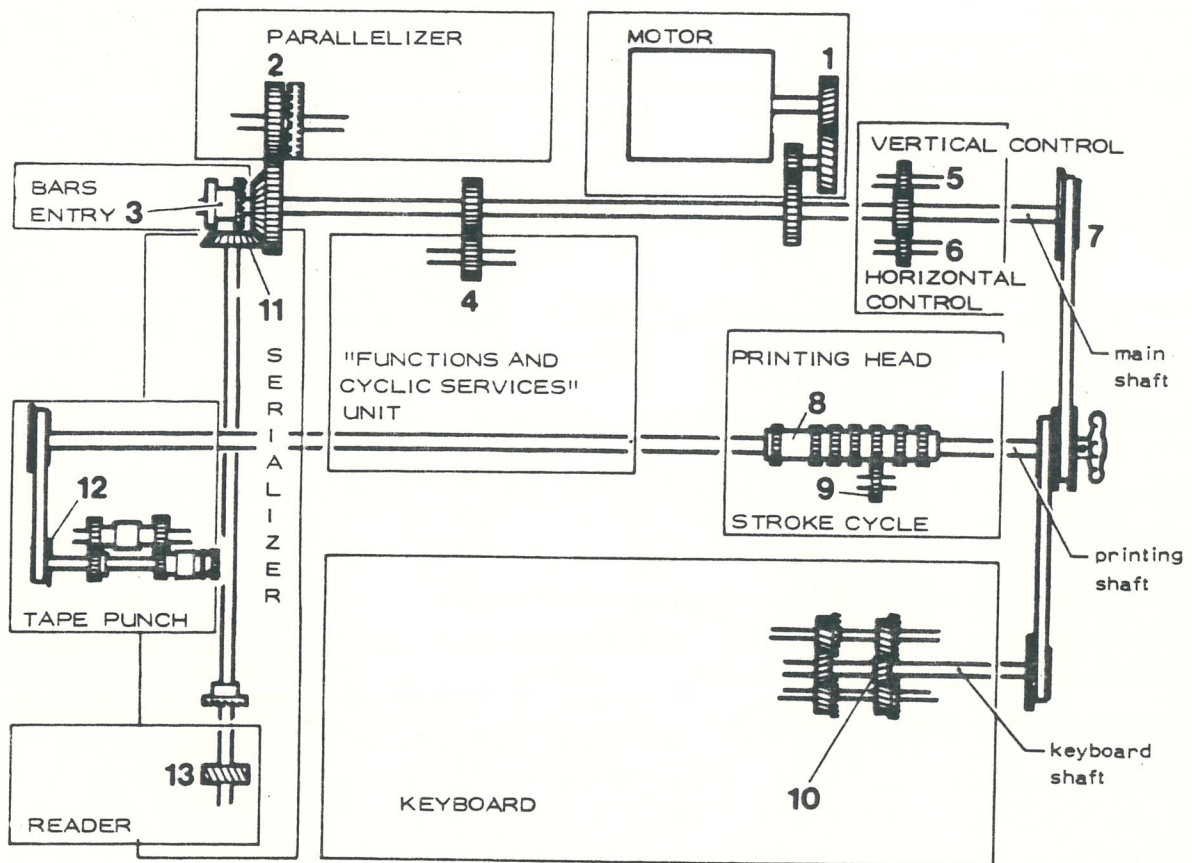 PARALLELIZER
2
MOTOR
1
VERTICAL CONTROL
5
BARS
ENTRY 3
7
6
HORIZONTAL
CONTROL
4
11
main
shaft
SERIALIZER
"FUNCTIONS AND
CYCLIC SERVICES"
UNIT
PRINTING HEAD
8
9
STROKE CYCLE
12
TAPE PUNCH
printing
shaft
13
READER
KEYBOARD
10
keyboard
shaft